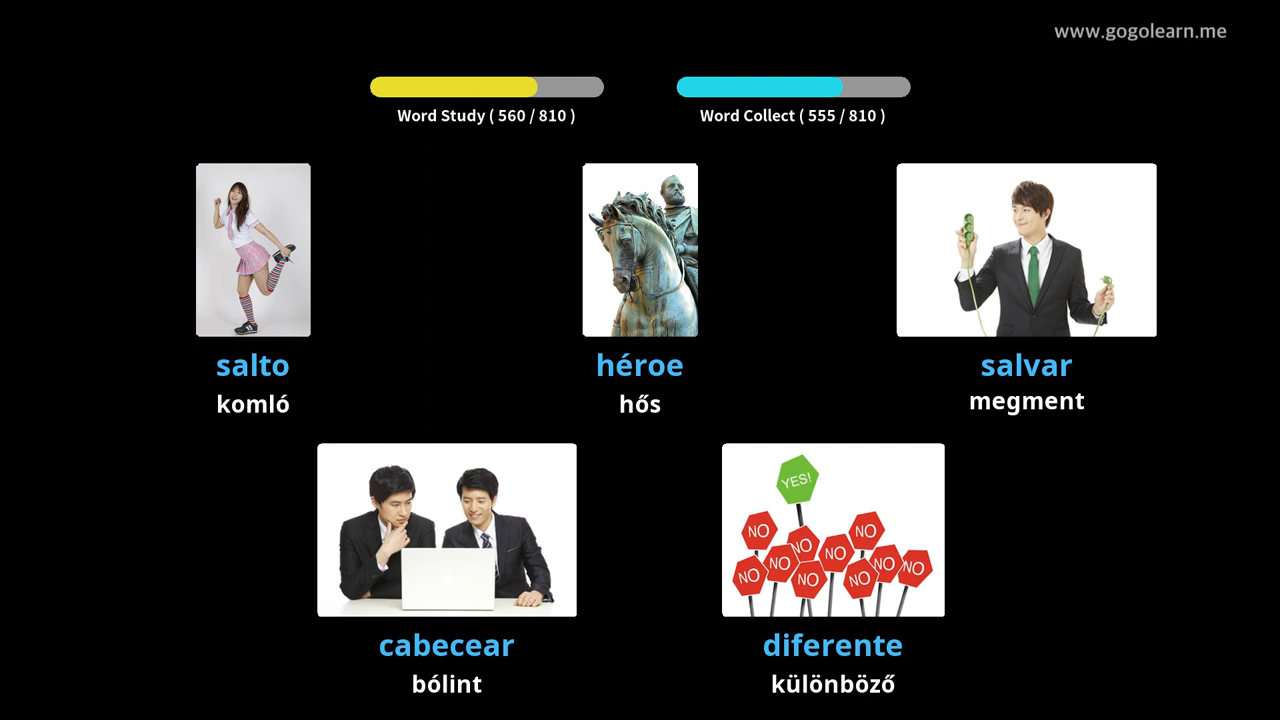 www.gogolearn.me
Word Study ( 560 / 810 )
Word Collect ( 555 / 810 )
salto
komló
héroe
hős
salvar
megment
YES!
NO
NO
NO
NO
NO
NO
NO
NO
NO
NO
cabecear
bólint
diferente
különböző